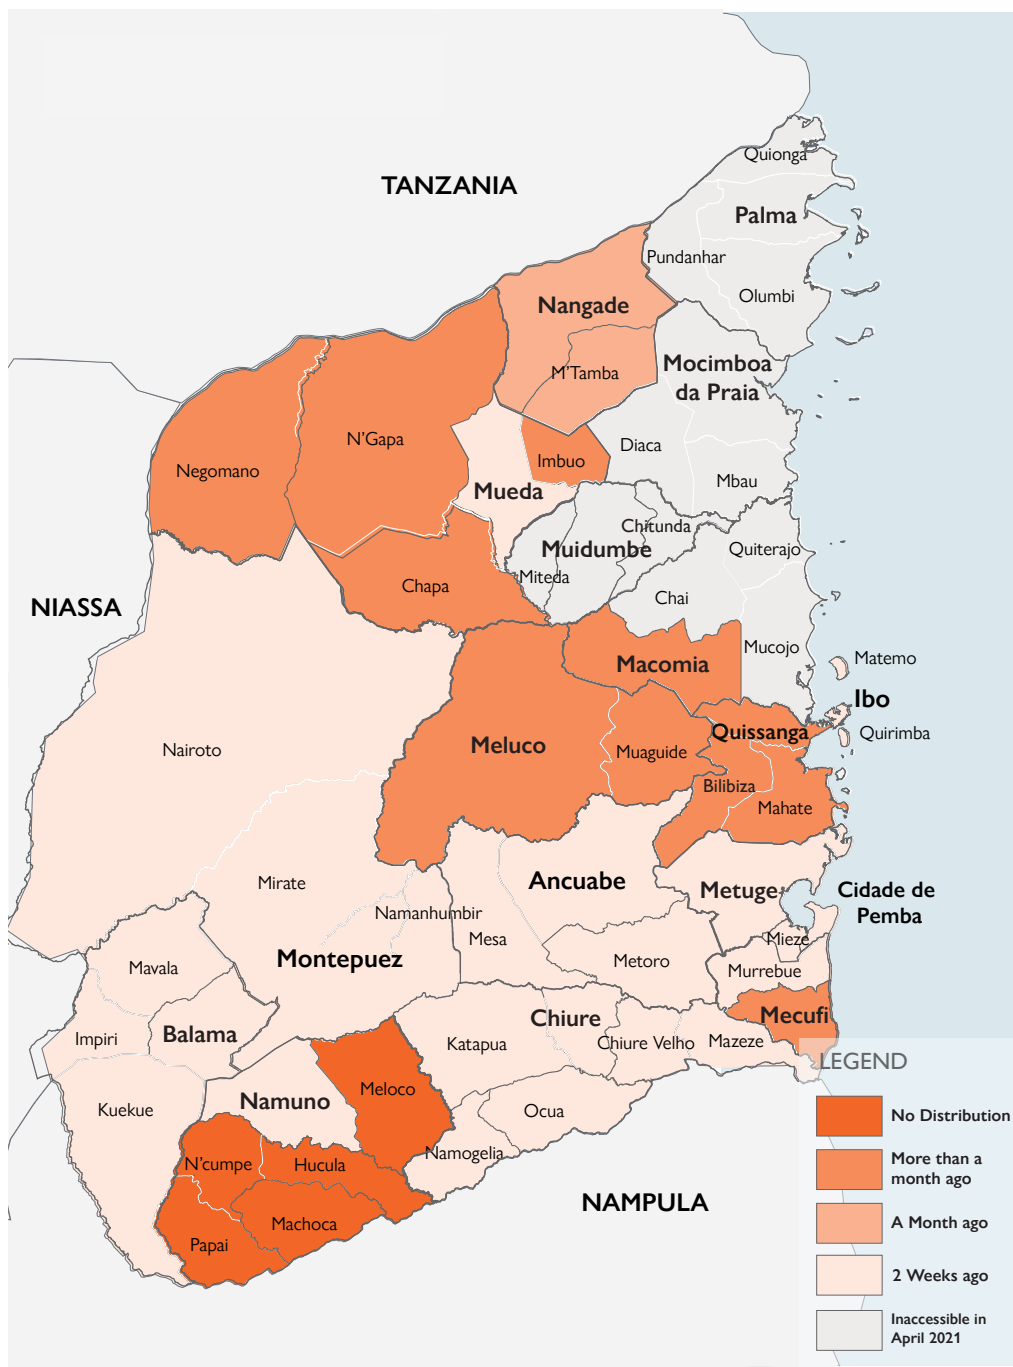 Quionga
TANZANIA
Palma
Pundanhar
Olumbi
Nangade
Mocimboa
da Praia
M'Tamba
N'Gapa
Diaca
Imbuo
Negomano
Mbau
Mueda
Chitunda
Muidumbe
Quiterajo
Miteda
Chapa
Chai
NIASSA
Mucojo
Matemo
Macomia
Ibo
Quissanga
Quirimba
Meluco
Nairoto
Muaguide
Bilibiza
Mahate
Ancuabe
Mirate
Metuge
Cidade de
Pemba
Namanhumbir
Mesa
Mieze
Montepuez
Metoro
Mavala
Murrebue
Mecufi
Chiure
Balama
Impiri
Katapua
Chiure Velho
Mazeze
LEGEND
Meloco
Namuno
Kuekue
Ocua
No Distribution
Namogelia
N'cumpe
Hucula
More than a
month ago
NAMPULA
Machoca
A Month ago
Papai
2 Weeks ago
Inaccessible in
April 2021